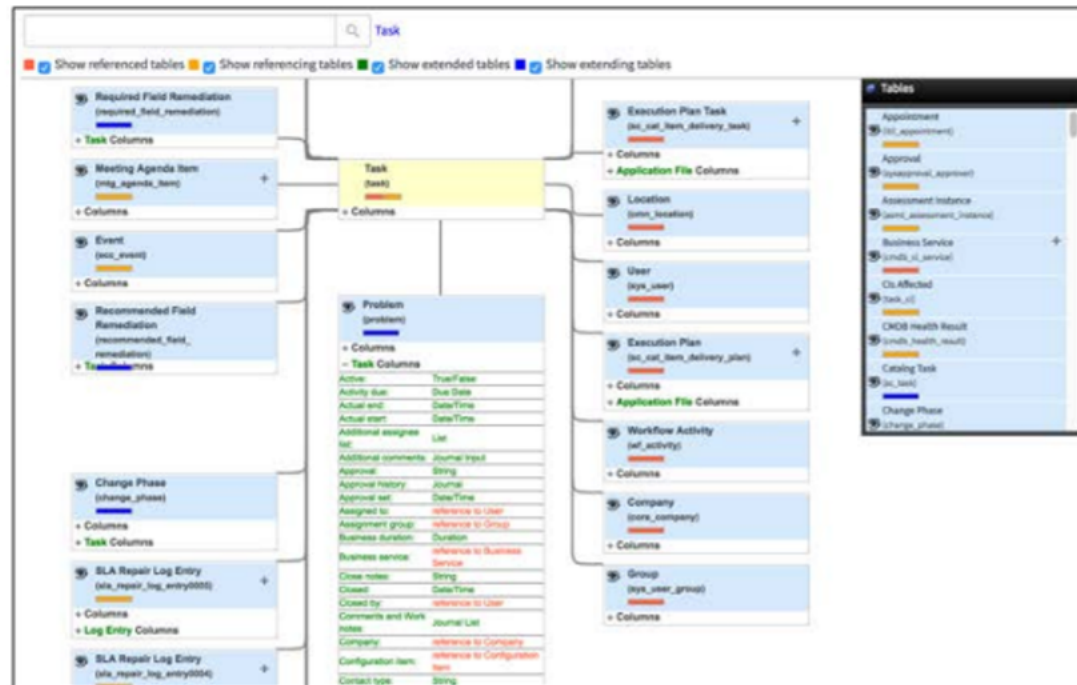 Task
Show referenced tables Show referencing tables Show extended tables Show extending tables
Required Field Remediation
(required_field_remediation)
+ Task Columns
Meeting Agenda Item
(mtg_agenda_item)
+
+ Columns
Event
(ecc_event)
+ Columns
Recommended Field
Remediation
(recommended_field_
remediation)
Change Phase
(change_phase)
+ Columns
+ Task Columns
SLA Repair Log Entry
(sla_repair_log_entry0003)
+
+ Columns
+ Log Entry Columns
SLA Repair Log Entry
(sla_repair_log_entry0004)
+
Task
(task)
+ Columns
Problem
(problem)
+ Columns
− Task Columns
Active: True/False
Activity due: Due Date
Actual end: Date/Time
Actual start: Date/Time
Additional assignee
list: List
Additional comments: Journal Input
Approval: String
Approval history: Journal
Approval set: Date/Time
Assigned to: reference to User
Assignment group: reference to Group
Business duration: Duration
Business service: reference to Business
Service
Close notes: String
Closed: Date/Time
Closed by: reference to User
Comments and Work
notes: Journal List
Company: reference to Company
Configuration item: reference to Configuration
Item
Contact type: String
Execution Plan Task
(sc_cat_item_delivery_task)
+
+ Columns
+ Application File Columns
Location
(cmn_location)
+ Columns
User
(sys_user)
+ Columns
Execution Plan
(sc_cat_item_delivery_plan)
+
+ Columns
+ Application File Columns
Workflow Activity
(wf_activity)
+ Columns
Company
(core_company)
+ Columns
Group
(sys_user_group)
+ Columns
Tables
Appointment
Approval
(sysapproval_approver)
Assessment Instance
(asmt_assessment_instance)
Business Service
+
(cmdb_ci_service)
CIs Affected
(task_ci)
CMDB Health Result
(cmdb_health_result)
Catalog Task
(sc_task)
Change Phase
(change_phase)